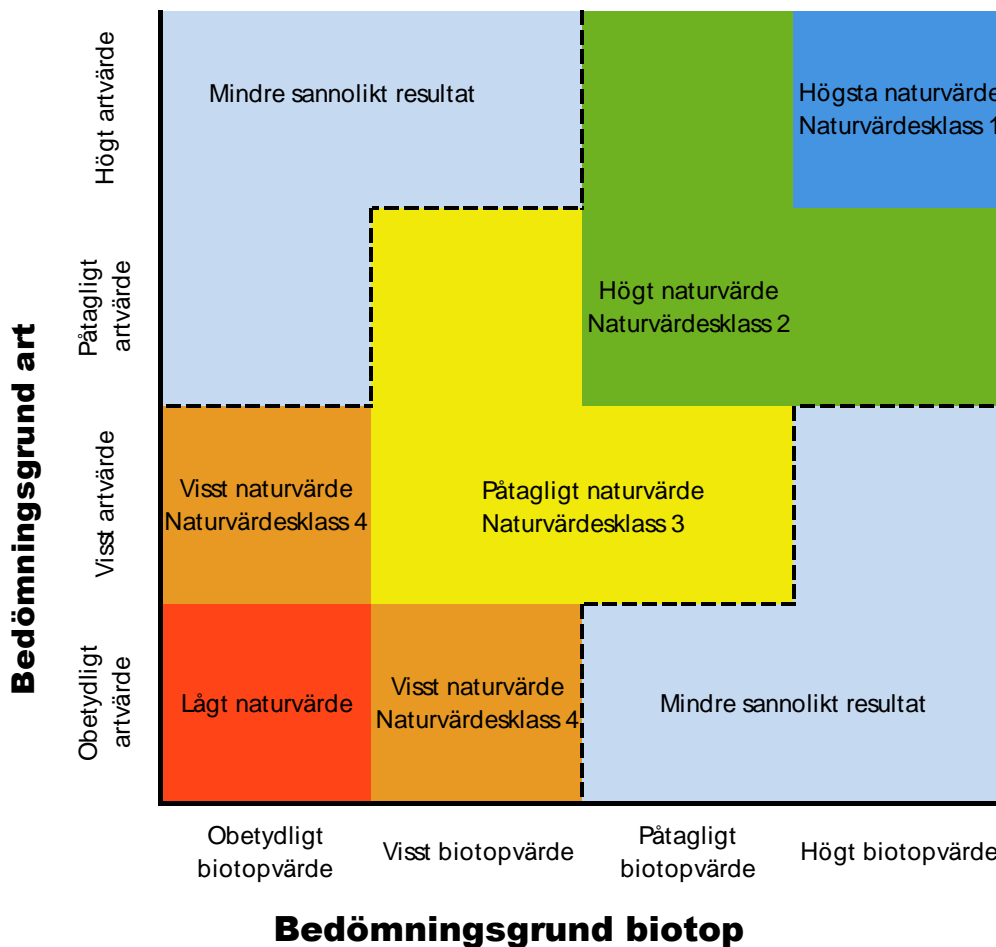 Bedömningsgrund art
Högt artvärde
Påtagligt
artvärde
Visst artvärde
Obetydligt
artvärde
Mindre sannolikt resultat
Högsta naturvärde
Naturvärdesklass 1
Högt naturvärde
Naturvärdesklass 2
Visst naturvärde
Naturvärdesklass 4
Påtagligt naturvärde
Naturvärdesklass 3
Lågt naturvärde
Visst naturvärde
Naturvärdesklass 4
Mindre sannolikt resultat
Obetydligt
biotopvärde
Visst biotopvärde
Påtagligt
biotopvärde
Högt biotopvärde
Bedömningsgrund biotop